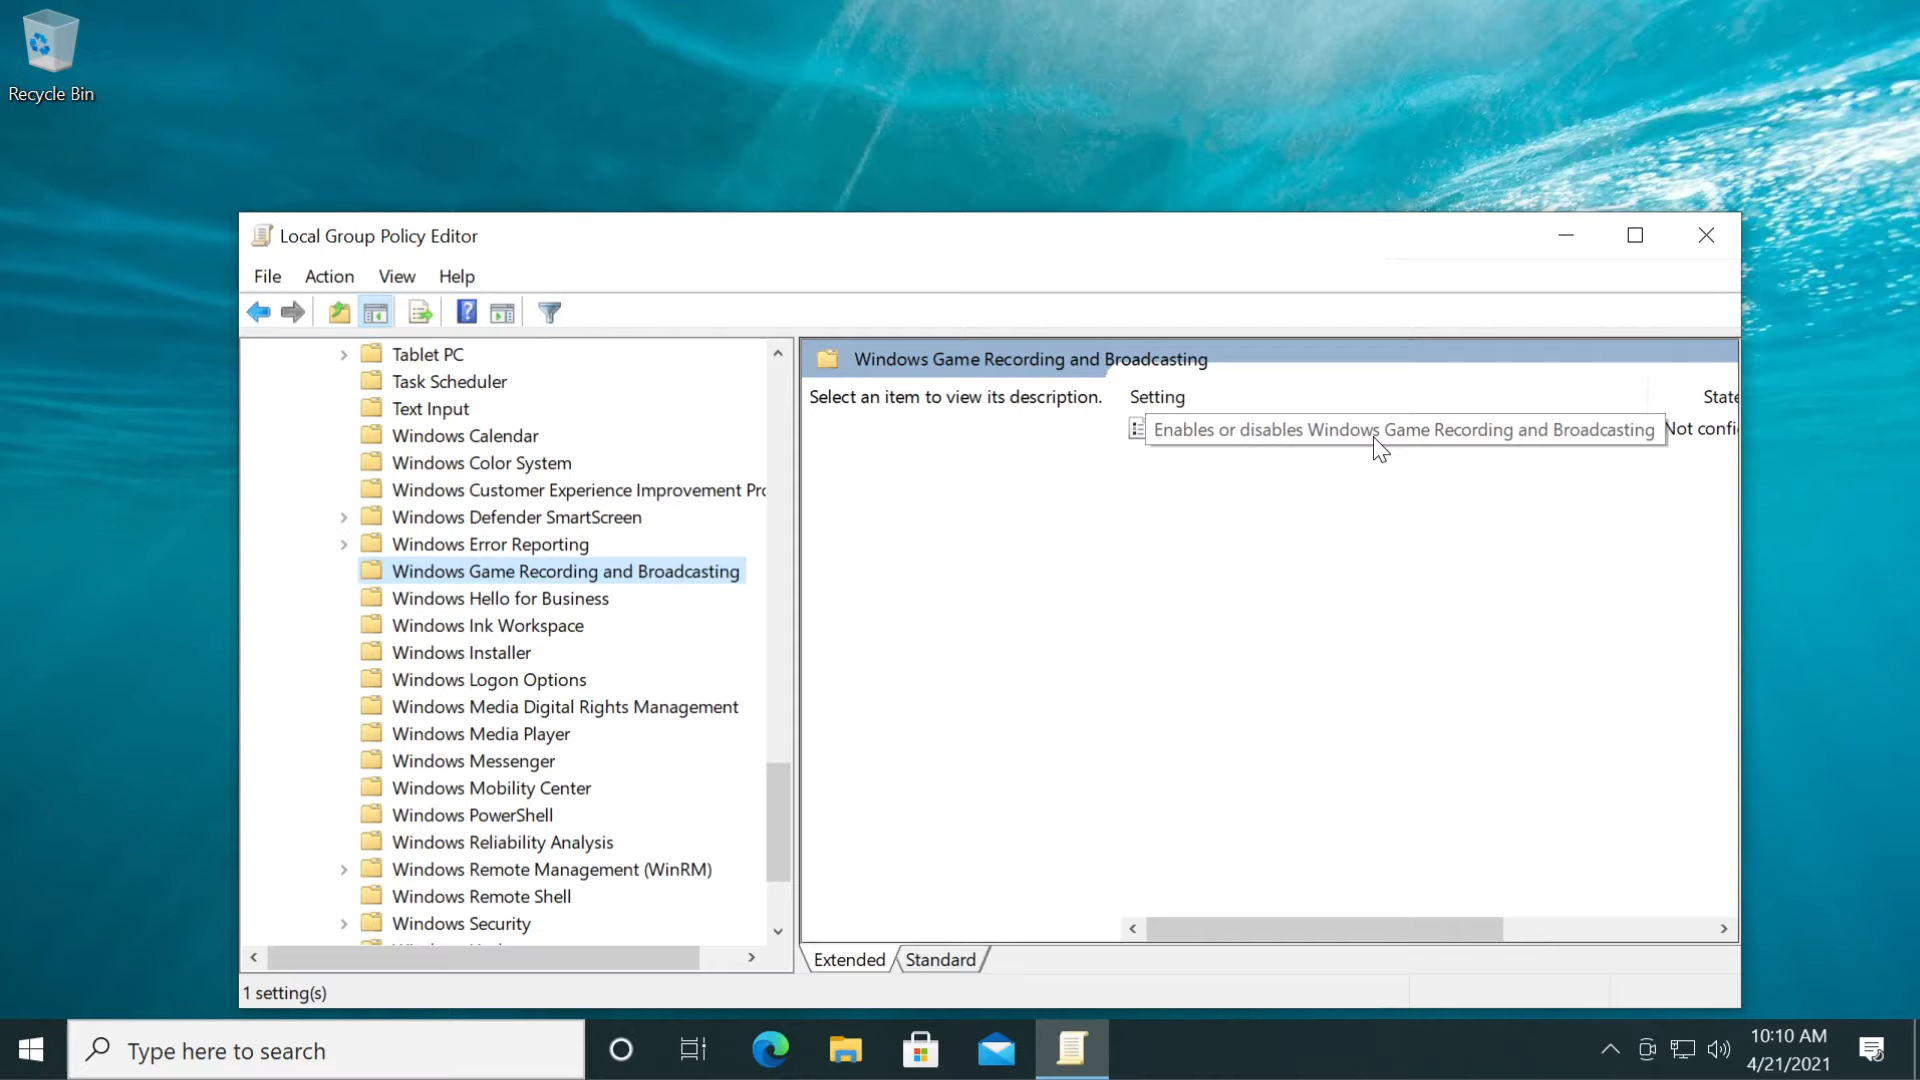 Recycle Bin
Local Group Policy Editor
File Action View Help
Tablet PC
Task Scheduler
Text Input
Windows Calendar
Windows Color System
Windows Customer Experience Improvement Pro
Windows Defender SmartScreen
Windows Error Reporting
Windows Game Recording and Broadcasting
Windows Hello for Business
Windows Ink Workspace
Windows Installer
Windows Logon Options
Windows Media Digital Rights Management
Windows Media Player
Windows Messenger
Windows Mobility Center
Windows PowerShell
Windows Reliability Analysis
Windows Remote Management (WinRM)
Windows Remote Shell
Windows Security
Windows Game Recording and Broadcasting
Select an item to view its description.
Setting State
Enables or disables Windows Game Recording and Broadcasting Not confi
Extended Standard
1 setting(s)
Type here to search
10:10 AM
4/21/2021